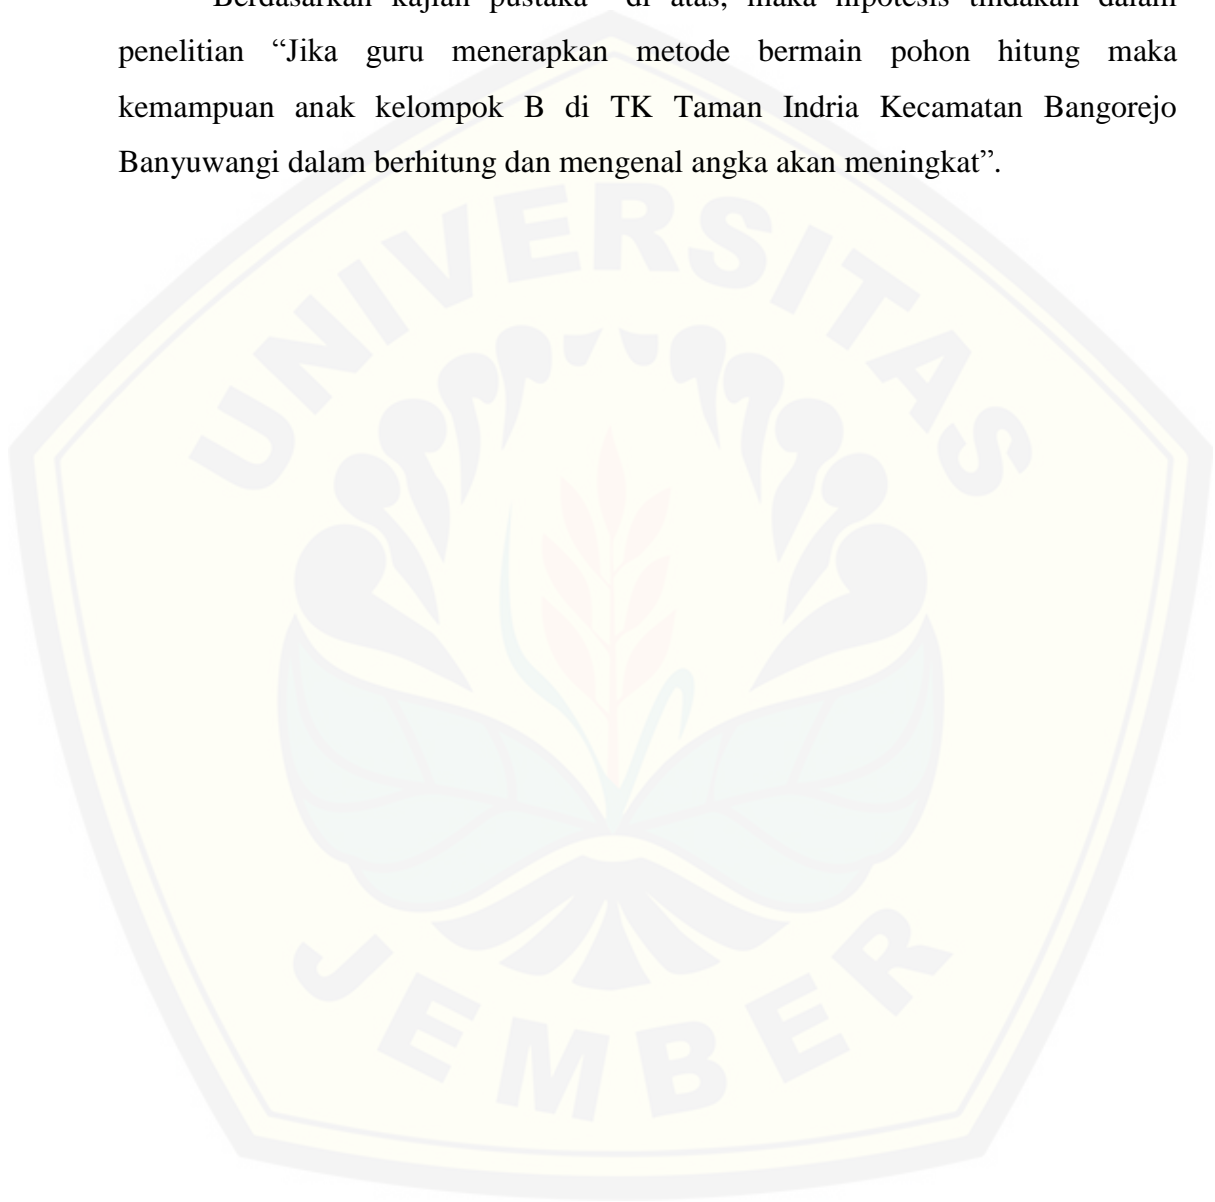 Berdasarkan kajian pustaka di atas, maka hipotesis tindakan dalam
penelitian “Jika guru menerapkan metode bermain pohon hitung maka
kemampuan anak kelompok B di TK Taman Indria Kecamatan Bangorejo
Banyuwangi dalam berhitung dan mengenal angka akan meningkat”.
UNIVERSITAS
JEMBER